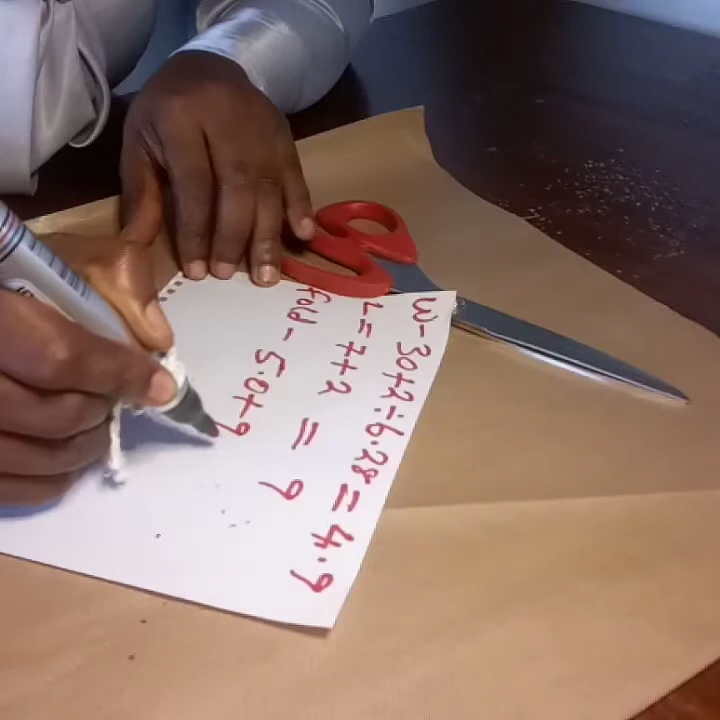 W-30+2÷6.28=4.9
L=7+2 = 9
Fold - 5.0+9